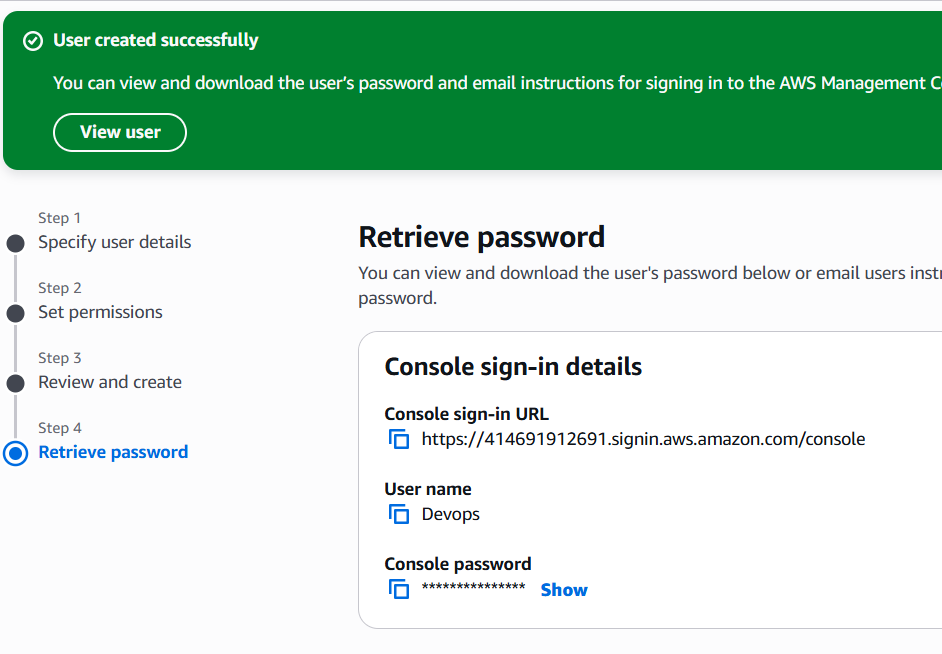 User created successfully
You can view and download the user's password and email instructions for signing in to the AWS Management C
View user
Step 1
Specify user details
Step 2
Set permissions
Step 3
Review and create
Step 4
Retrieve password
Retrieve password
You can view and download the user's password below or email users inst
password.
Console sign-in details
Console sign-in URL
https://414691912691.signin.aws.amazon.com/console
User name
Devops
Console password
*************** Show